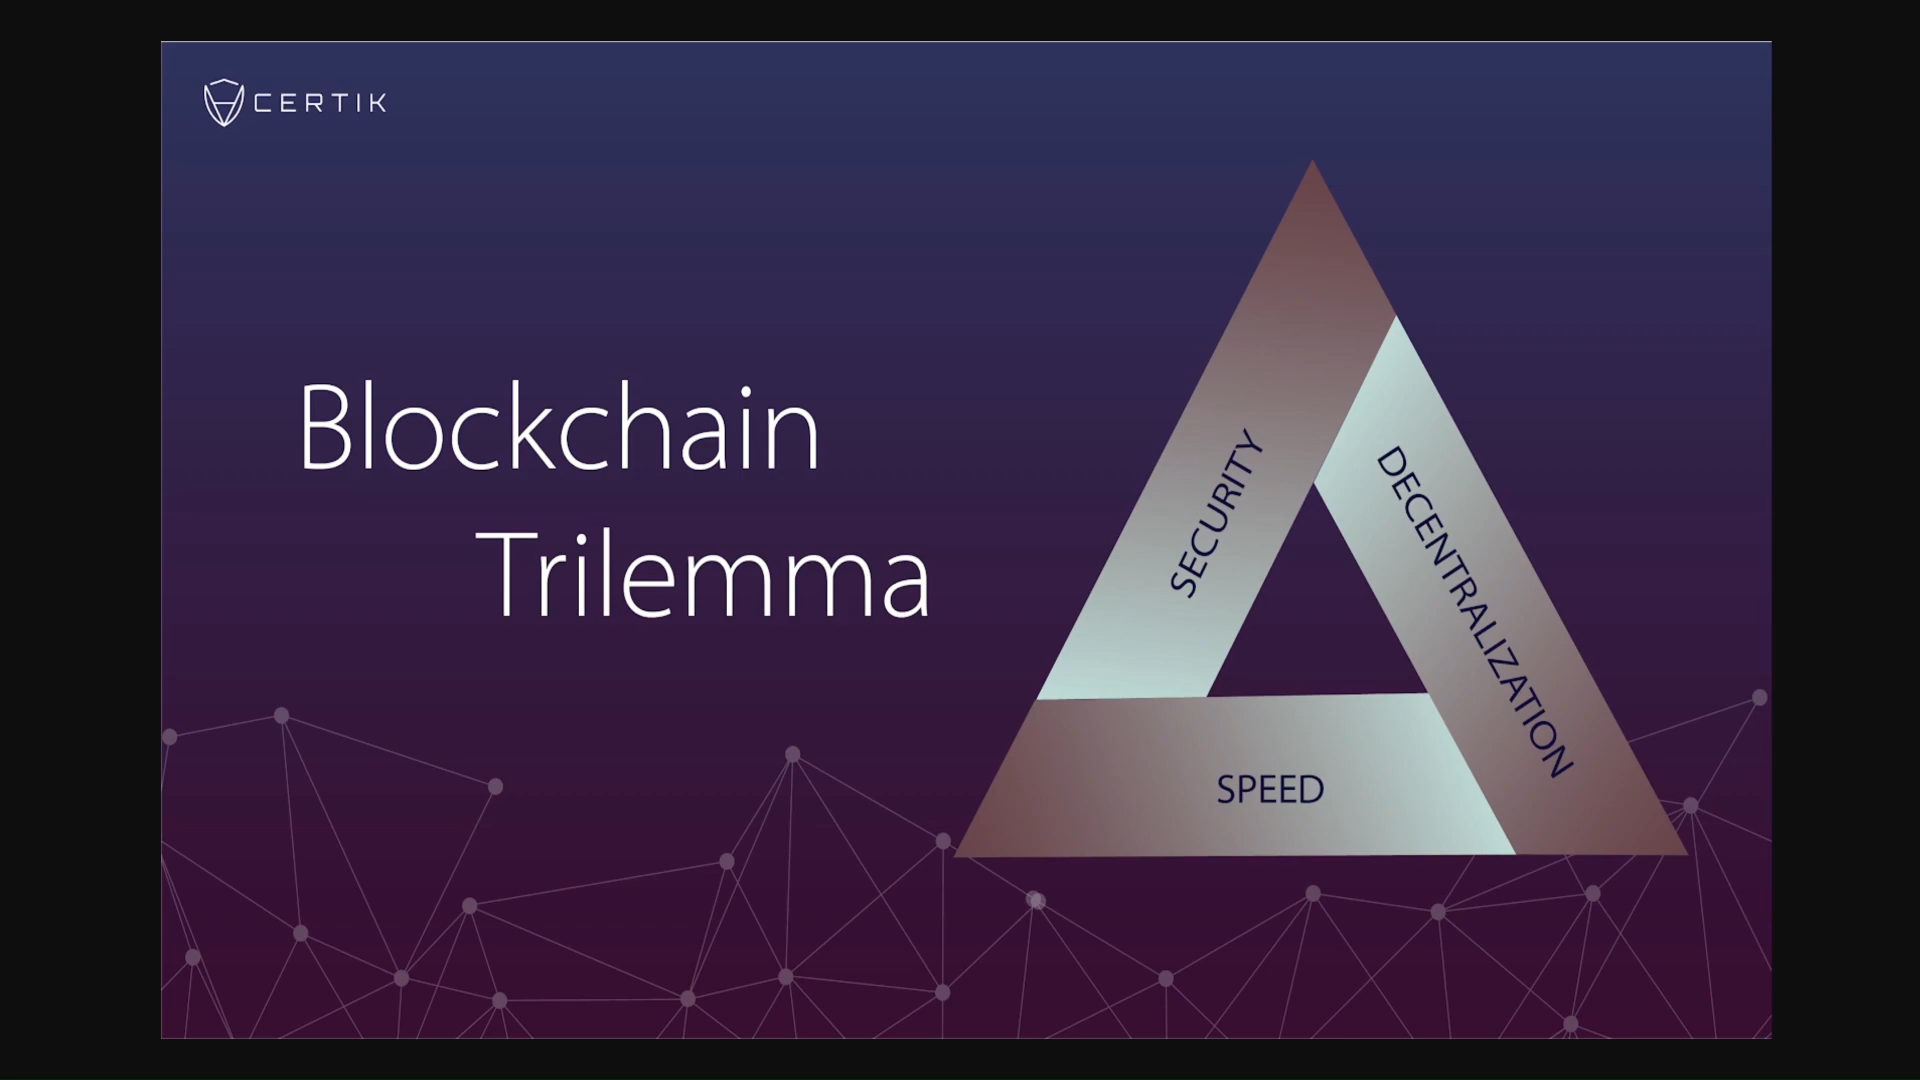 CERTIK
Blockchain
Trilemma
SECURITY
DECENTRALIZATION
SPEED